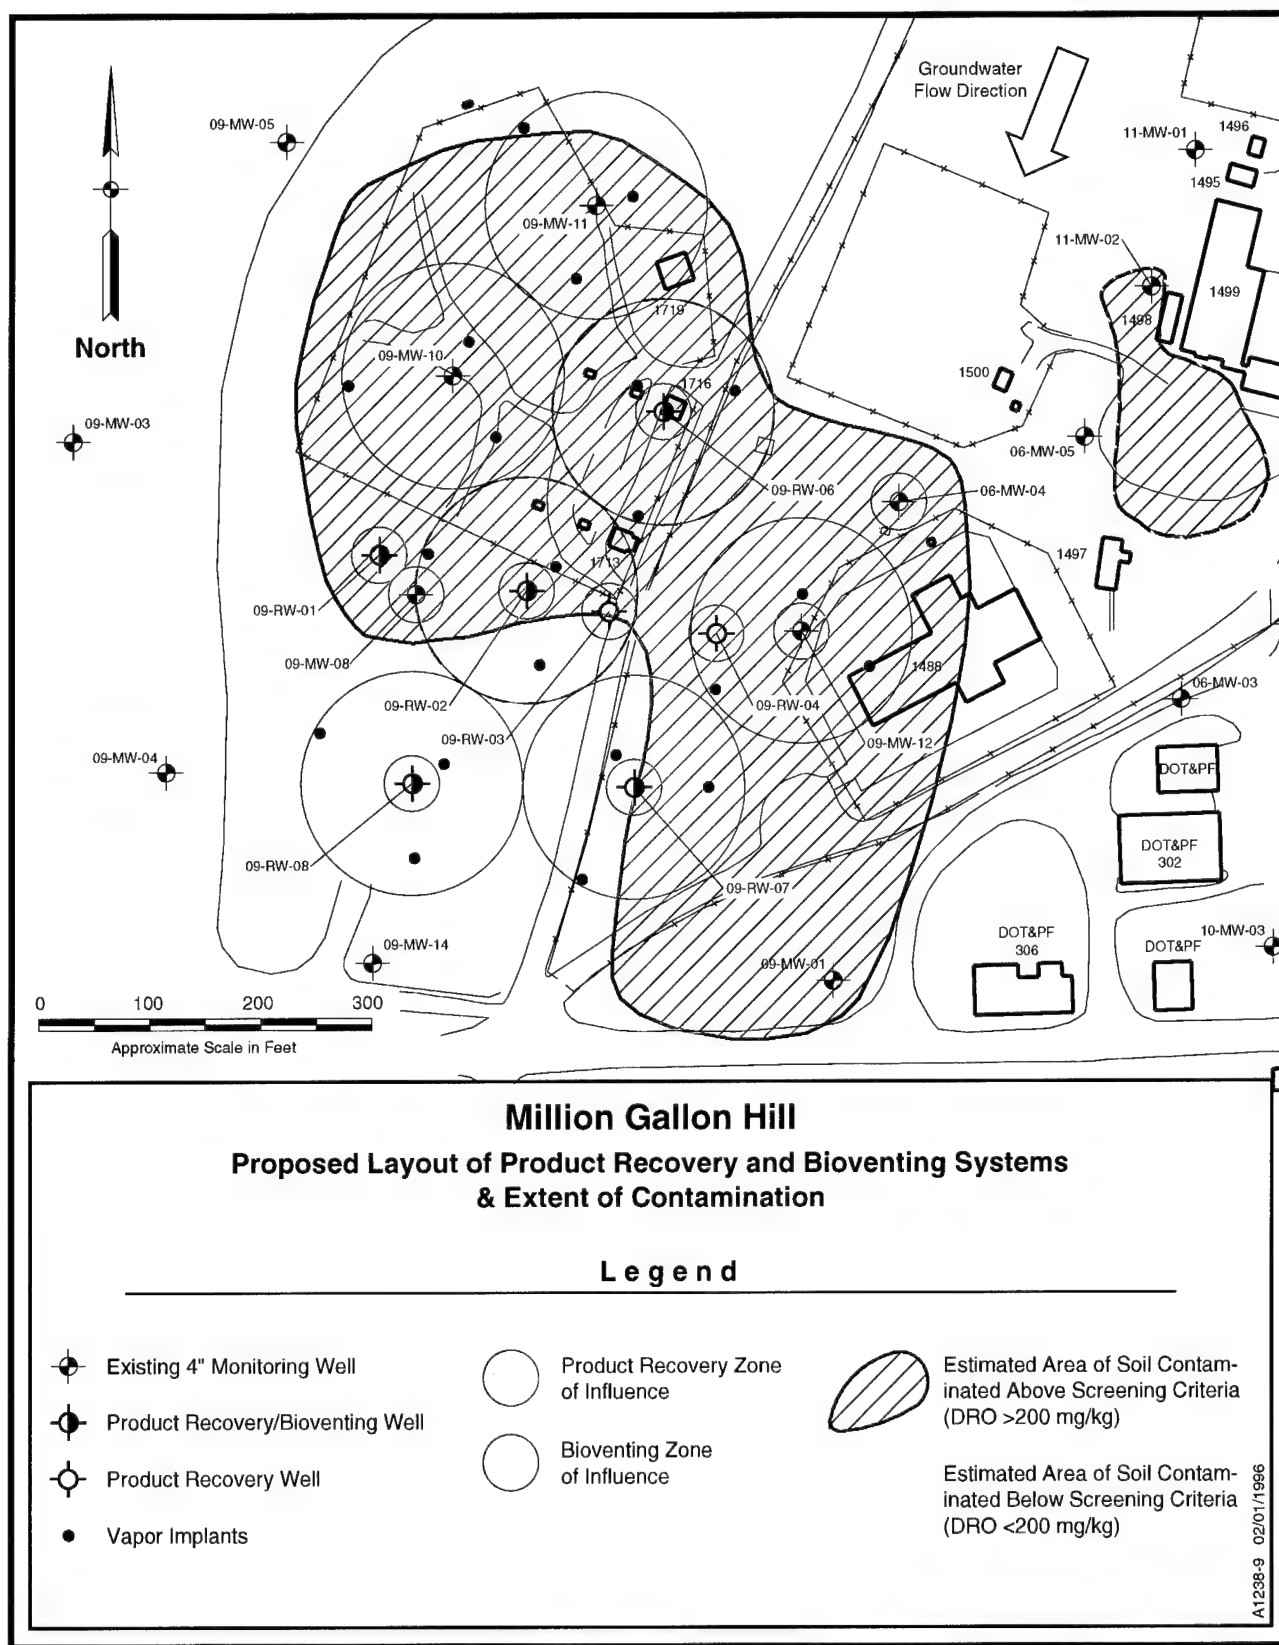 Groundwater
Flow Direction
09-MW-05
11-MW-01
1496
1495
09-MW-11
11-MW-02
1499
1498
1719
North
09-MW-10
1716
1500
09-MW-03
06-MW-05
09-RW-06
06-MW-04
1713
1497
09-RW-01
09-MW-08
1488
06-MW-03
09-RW-02
09-RW-04
09-RW-03
09-MW-12
09-MW-04
DOT&PF
DOT&PF
302
09-RW-08
09-RW-07
09-MW-14
09-MW-01
DOT&PF
306
DOT&PF
10-MW-03
0 100 200 300
Approximate Scale in Feet
Million Gallon Hill
Proposed Layout of Product Recovery and Bioventing Systems
& Extent of Contamination
Legend
Existing 4" Monitoring Well
Product Recovery/Bioventing Well
Product Recovery Well
Vapor Implants
Product Recovery Zone
of Influence
Bioventing Zone
of Influence
Estimated Area of Soil Contam-
inated Above Screening Criteria
(DRO >200 mg/kg)
Estimated Area of Soil Contam-
inated Below Screening Criteria
(DRO <200 mg/kg)
A1238-9 02/01/1996